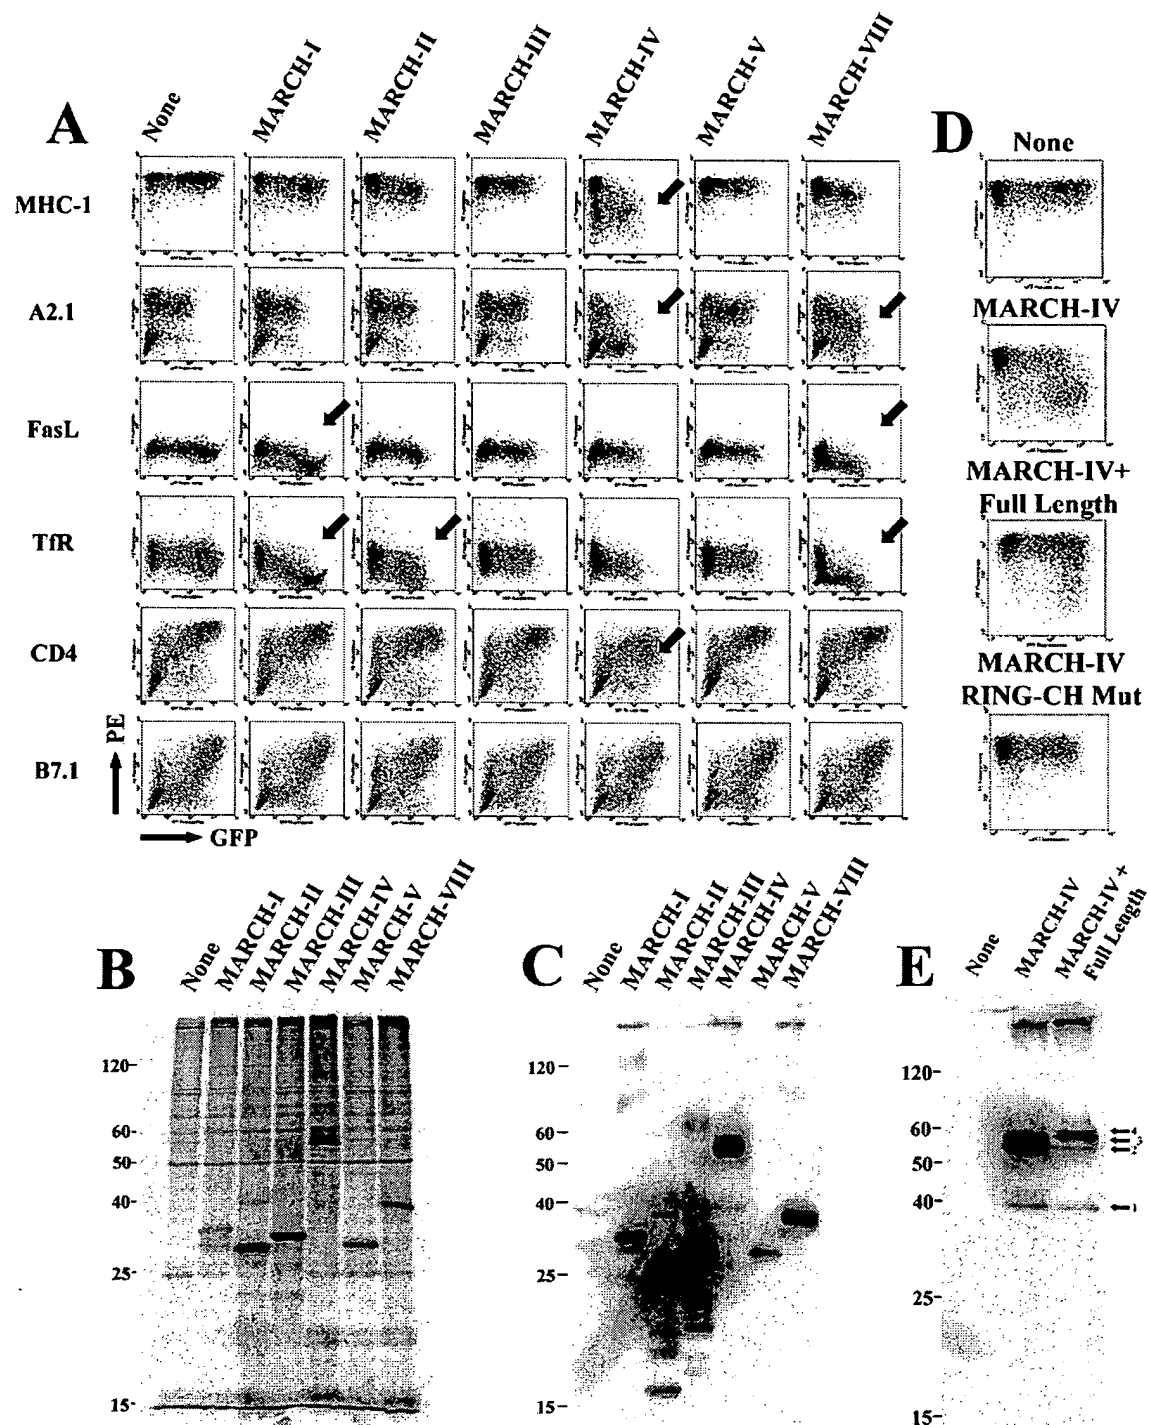 A
None
MARCH-I
MARCH-II
MARCH-III
MARCH-IV
MARCH-V
MARCH-VIII
MHC-1
A2.1
FasL
TfR
CD4
B7.1
PE
GFP
D
None
MARCH-IV
MARCH-IV+
Full Length
MARCH-IV
RING-CH Mut
B
None
MARCH-I
MARCH-II
MARCH-III
MARCH-IV
MARCH-V
MARCH-VIII
120-
60-
50-
40-
25-
15-
C
None
MARCH-I
MARCH-II
MARCH-III
MARCH-IV
MARCH-V
MARCH-VIII
120-
60-
50-
40-
25-
15-
E
None
MARCH-IV
MARCH-IV +
Full Length
120-
60-
50-
40-
25-
15-
4
3
2
1